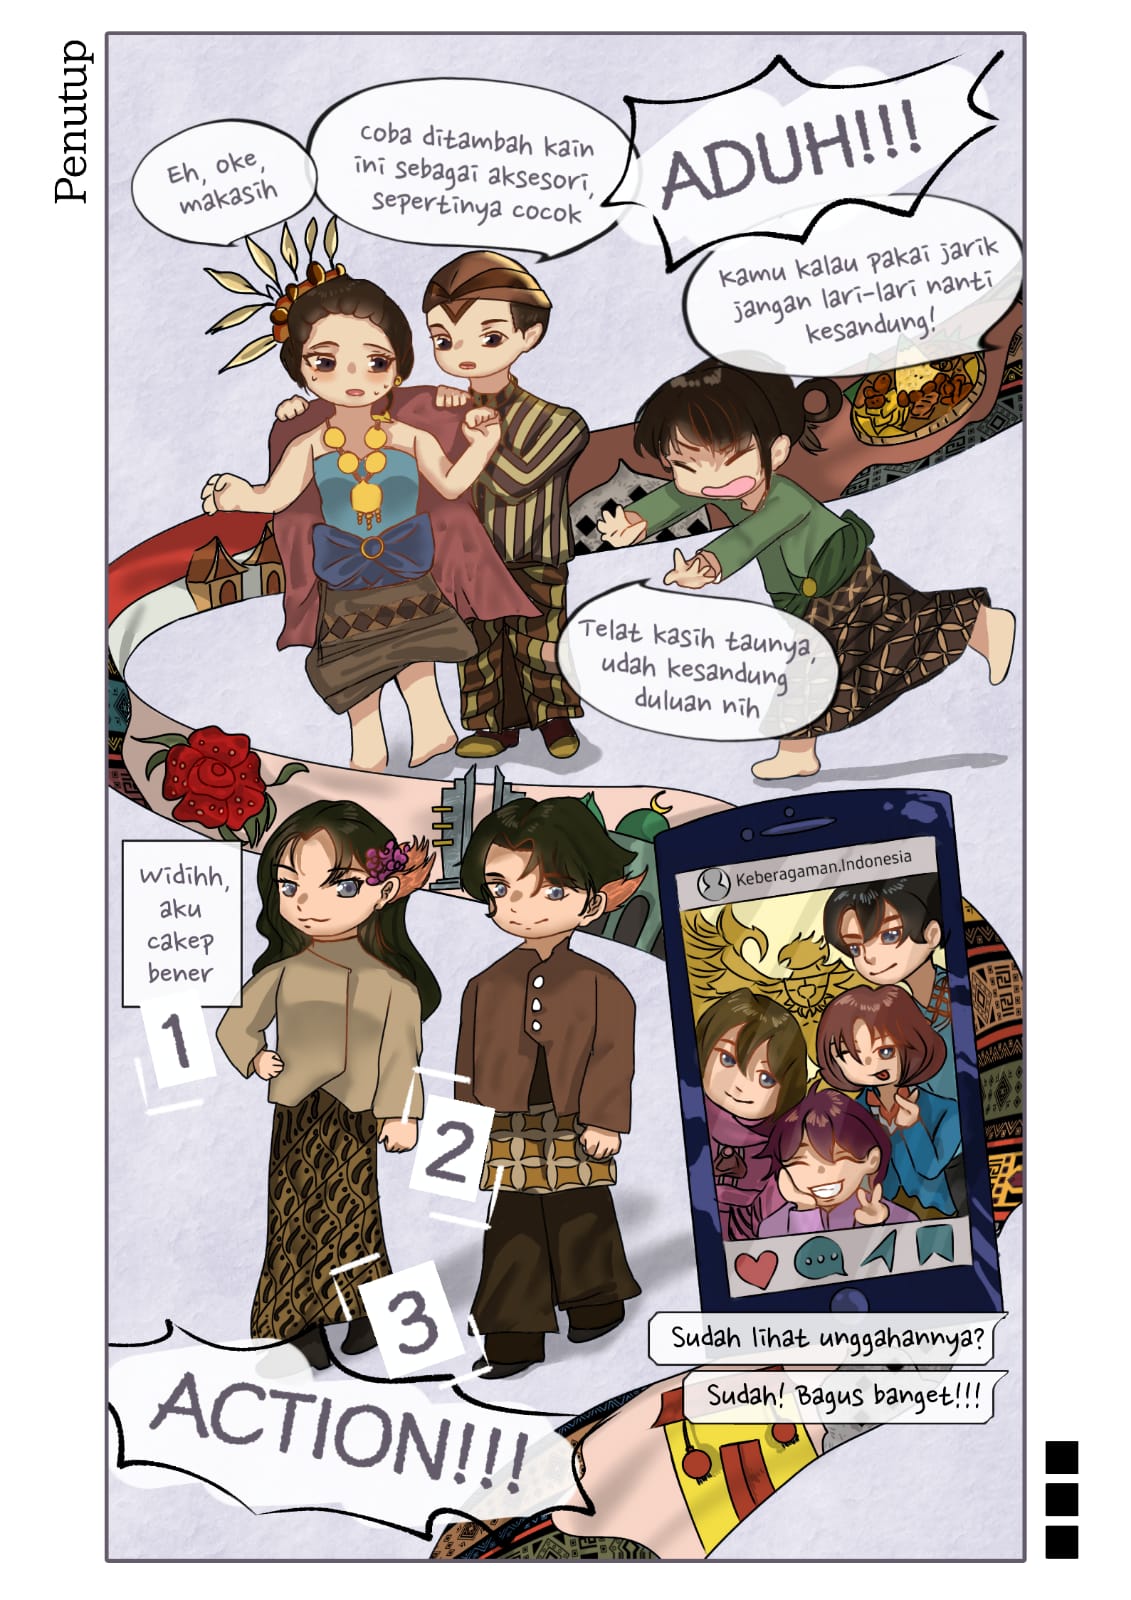 Penutup
Eh, oke,
makasih
Coba ditambah kain
ini sebagai aksesori,
sepertinya cocok
ADUH!!!
Kamu kalau pakai jarik
jangan lari-lari nanti
kesandung!
Telat kasih taunya,
udah kesandung
duluan nih
Widihh,
aku
cakep
bener
1
2
3
ACTION!!!
Keberagaman.Indonesia
Sudah lihat unggahannya?
Sudah! Bagus banget!!!